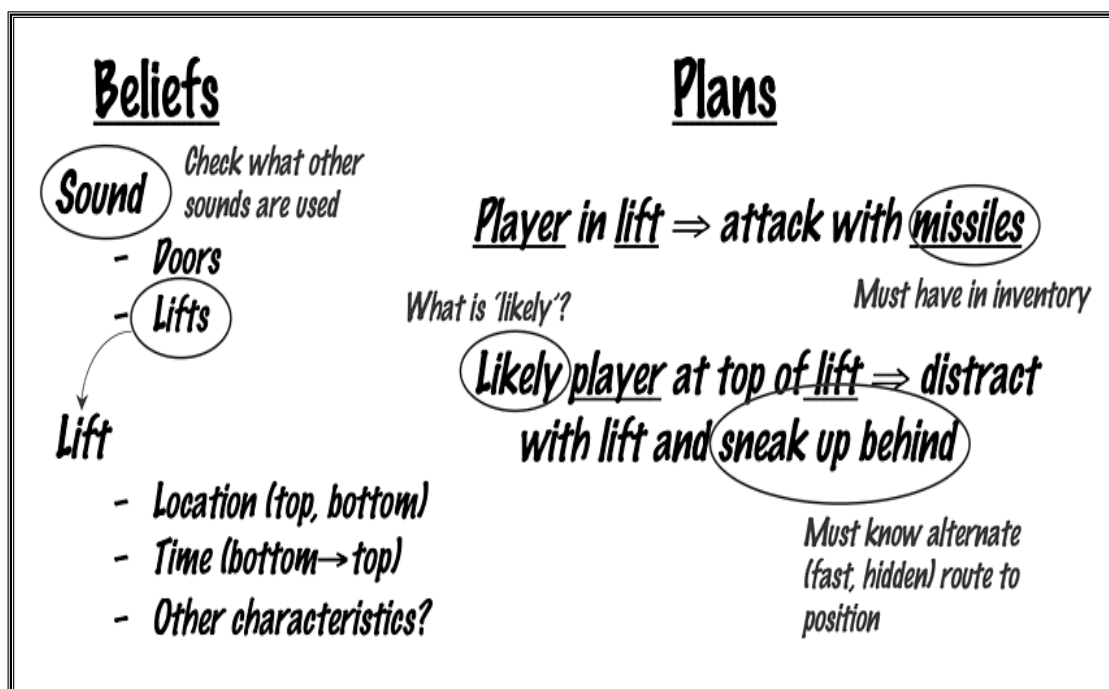 Beliefs
Sound
Check what other
sounds are used
- Doors
- Lifts
Lift
- Location (top, bottom)
- Time (bottom→top)
- Other characteristics?
Plans
Player in lift ⇒ attack with missiles
Must have in inventory
What is 'likely'?
Likely player at top of lift ⇒ distract
with lift and sneak up behind
Must know alternate
(fast, hidden) route to
position